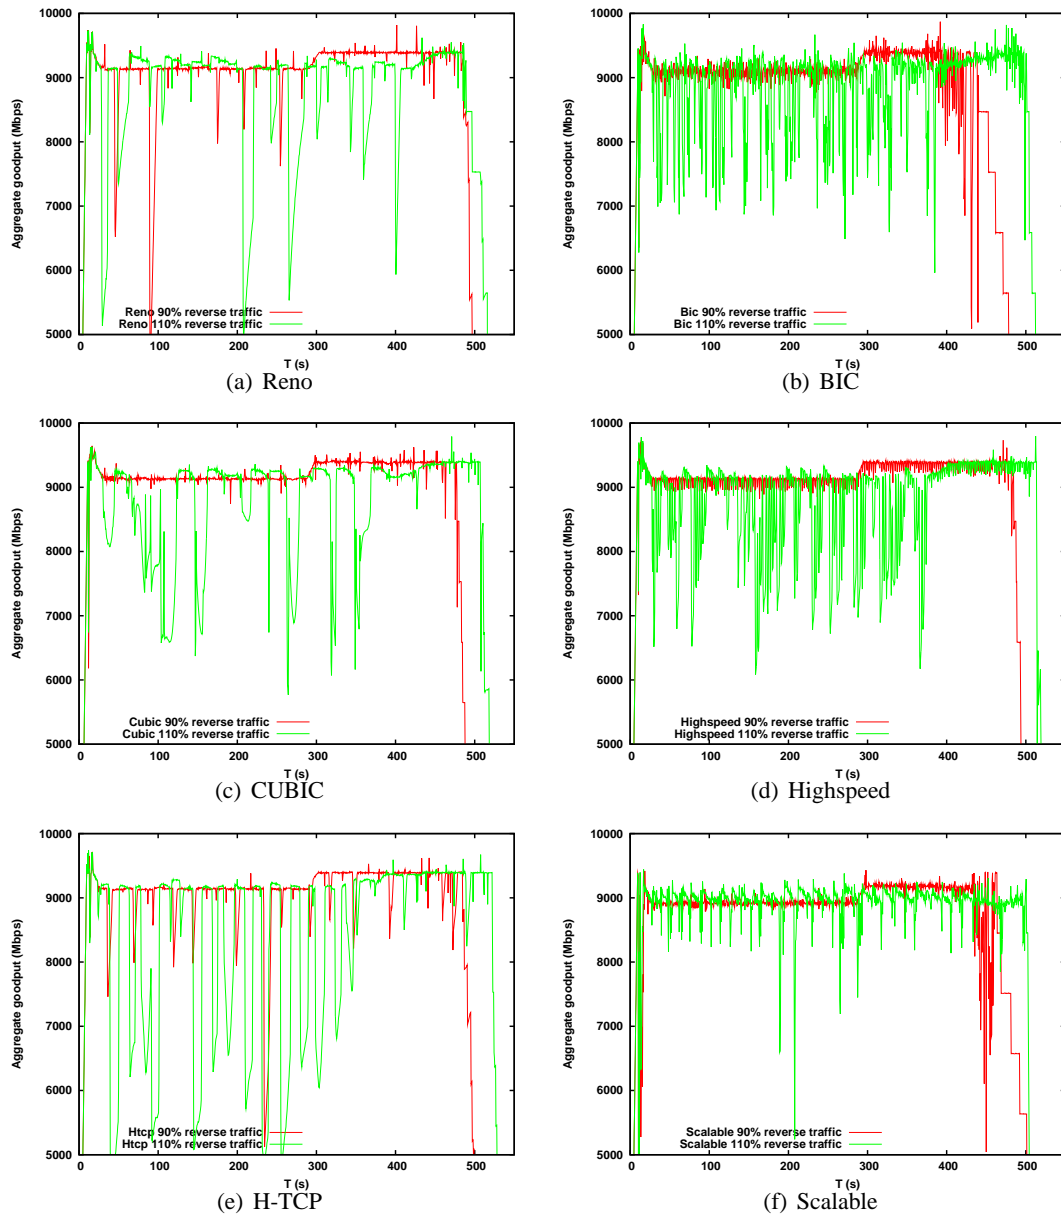 10000
9000
8000
7000
6000
5000
Aggregate goodput (Mbps)
Reno 90% reverse traffic
Reno 110% reverse traffic
0 100 200 300 400 500
T (s)
(a) Reno
10000
9000
8000
7000
6000
5000
Aggregate goodput (Mbps)
Bic 90% reverse traffic
Bic 110% reverse traffic
0 100 200 300 400 500
T (s)
(b) BIC
10000
9000
8000
7000
6000
5000
Aggregate goodput (Mbps)
Cubic 90% reverse traffic
Cubic 110% reverse traffic
0 100 200 300 400 500
T (s)
(c) CUBIC
10000
9000
8000
7000
6000
5000
Aggregate goodput (Mbps)
Highspeed 90% reverse traffic
Highspeed 110% reverse traffic
0 100 200 300 400 500
T (s)
(d) Highspeed
10000
9000
8000
7000
6000
5000
Aggregate goodput (Mbps)
Htcp 90% reverse traffic
Htcp 110% reverse traffic
0 100 200 300 400 500
T (s)
(e) H-TCP
10000
9000
8000
7000
6000
5000
Aggregate goodput (Mbps)
Scalable 90% reverse traffic
Scalable 110% reverse traffic
0 100 200 300 400 500
T (s)
(f) Scalable